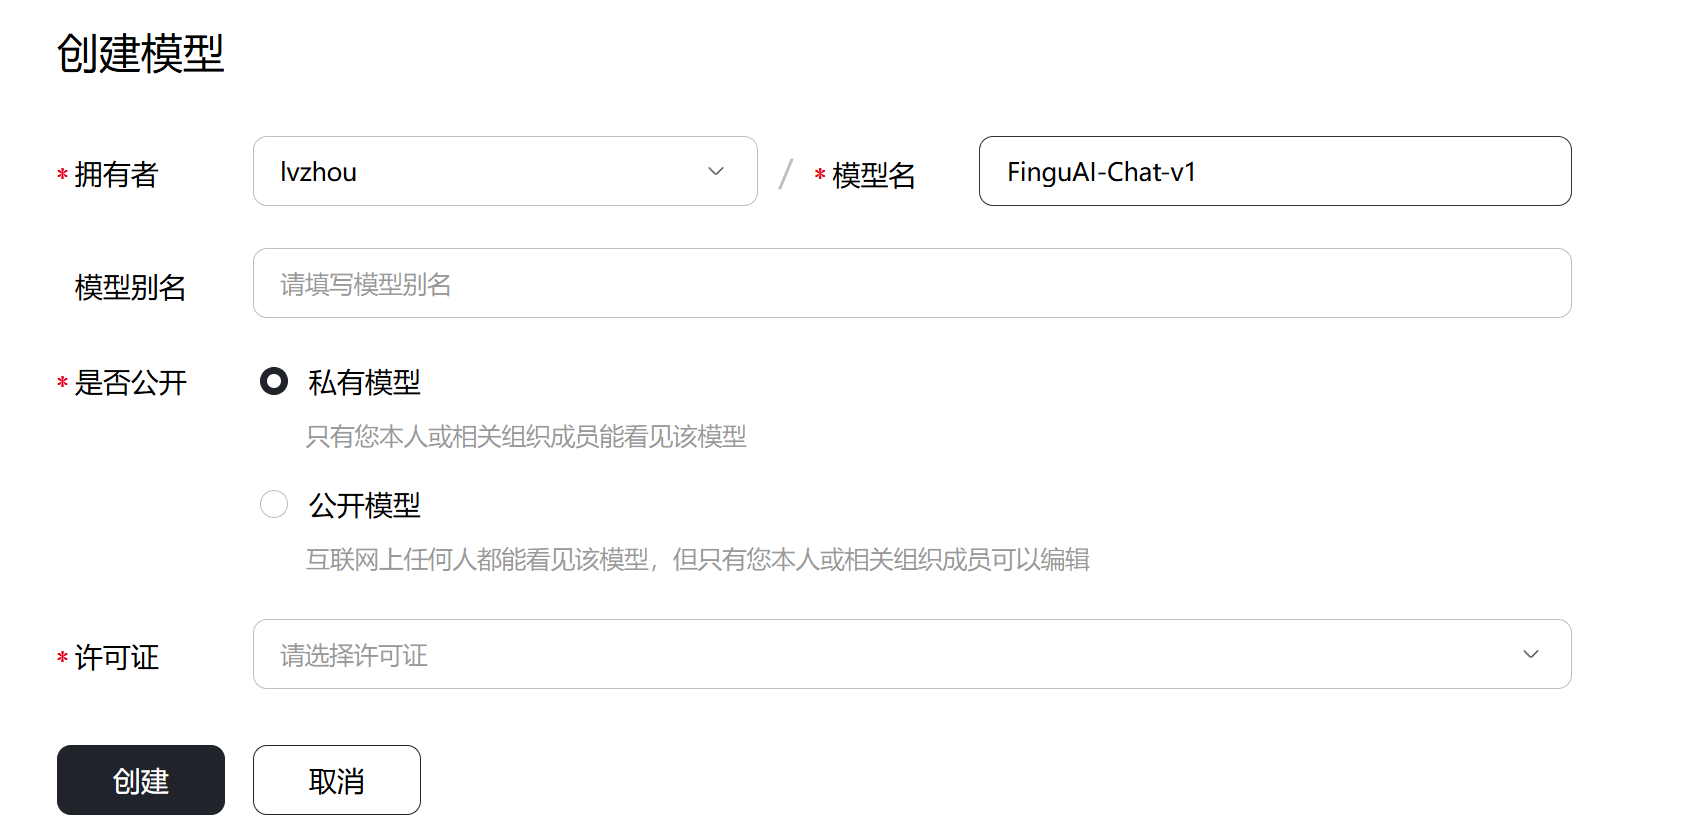 创建模型
* 拥有者 lvzhou / * 模型名 FinguAI-Chat-v1
模型别名 请填写模型别名
* 是否公开 私有模型
只有您本人或相关组织成员能看见该模型
公开模型
互联网上任何人都能看见该模型，但只有您本人或相关组织成员可以编辑
* 许可证 请选择许可证
创建 取消